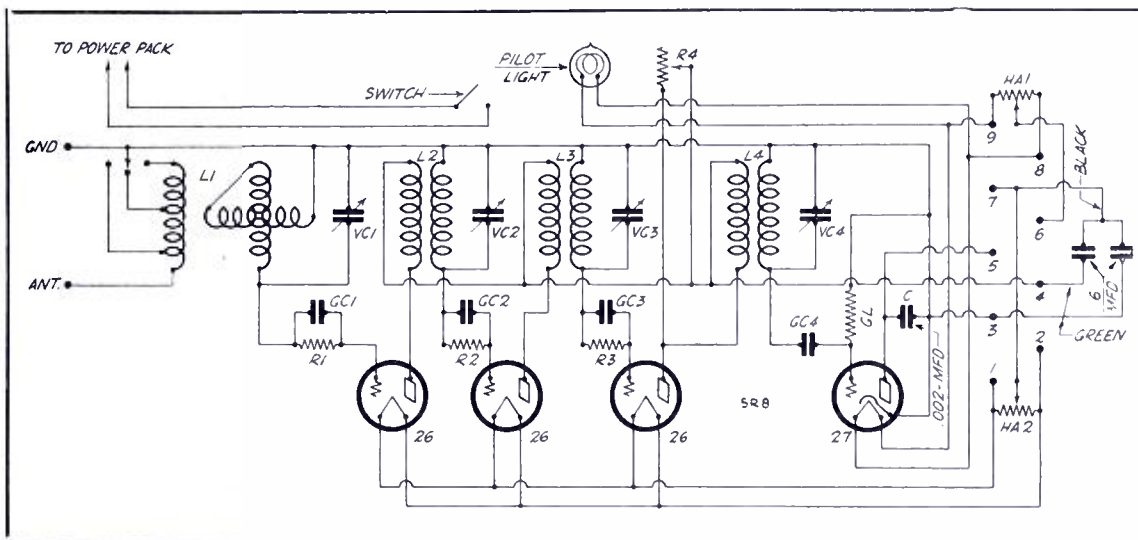 TO POWER PACK
PILOT
LIGHT
R4
HA1
SWITCH
9
GND
L1
L2
L3
L4
8
BLACK
7
VC1
VC2
VC3
VC4
6
5
ANT.
4
6
MFD
GC1
GC2
GC3
GL
C
3
GREEN
GC4
2
R1
R2
R3
.002-MFD
1
SR8
HA2
26
26
26
27